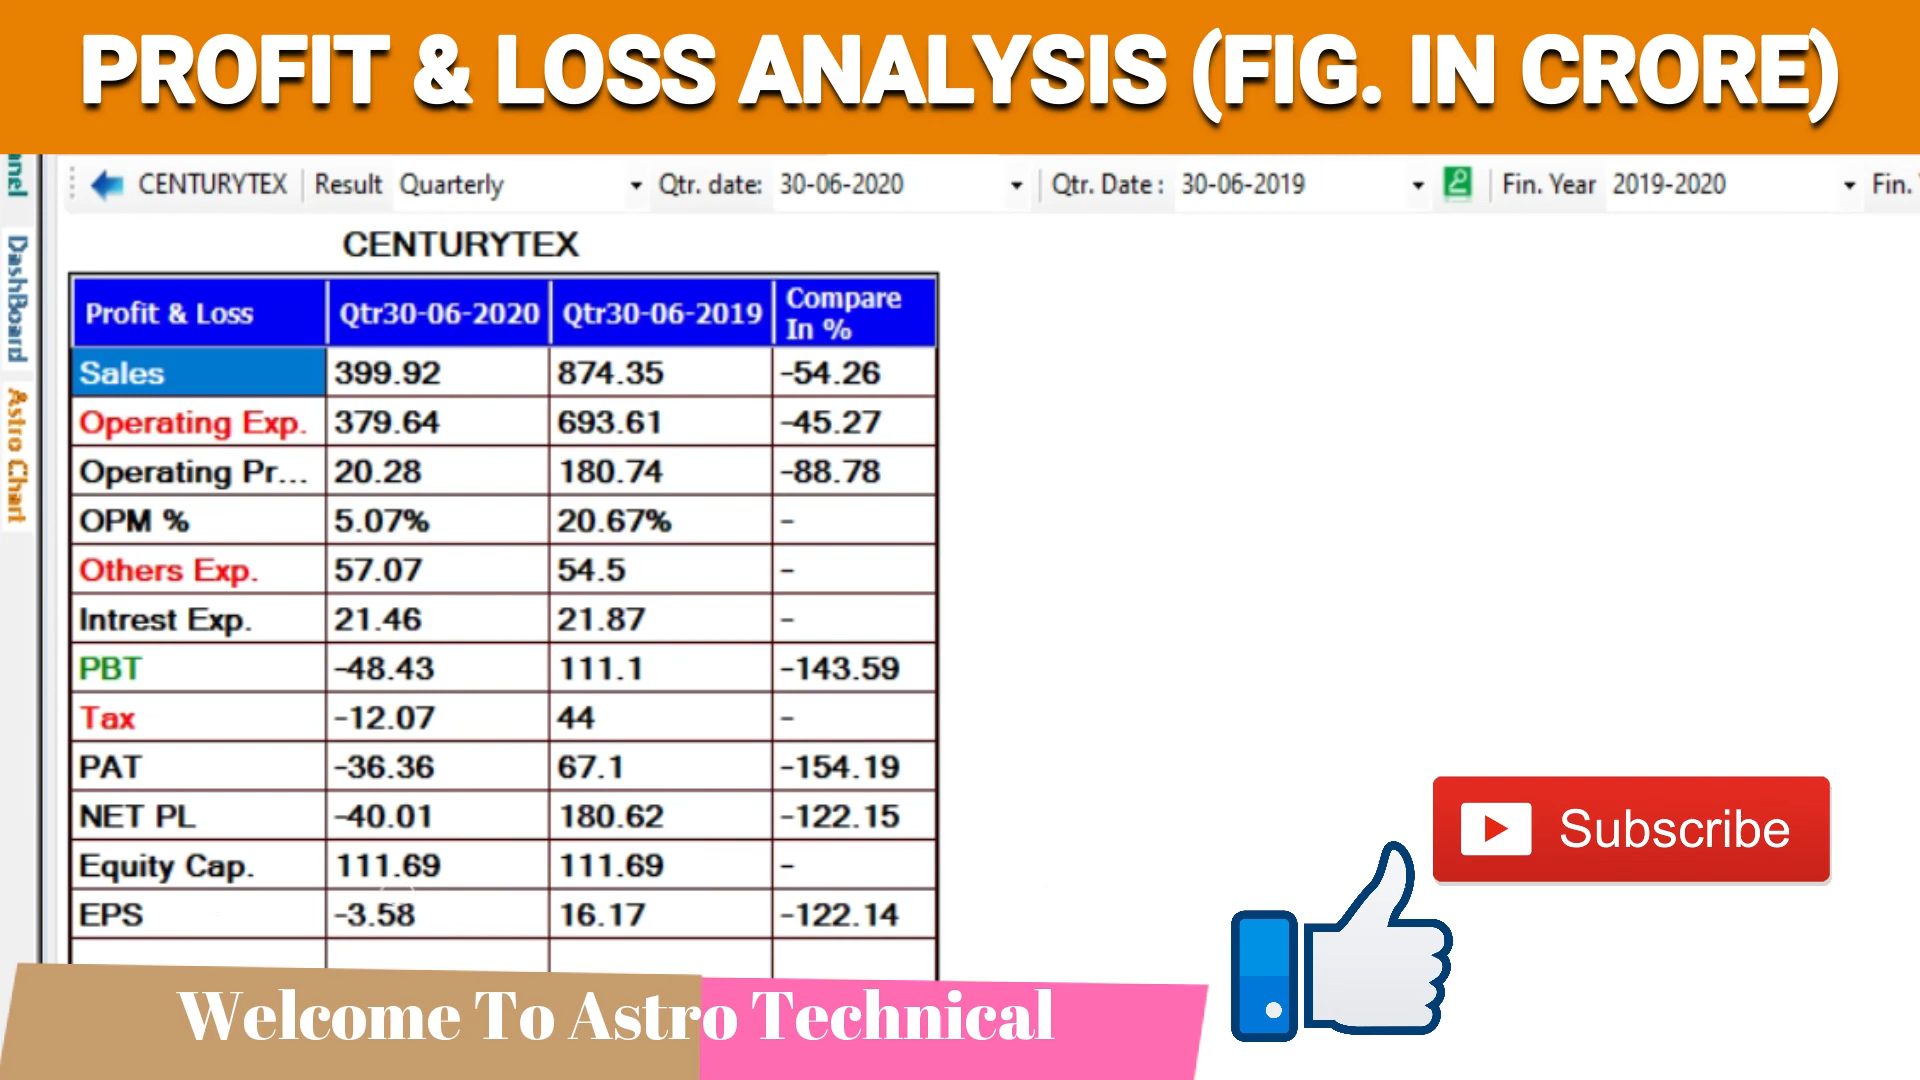 PROFIT & LOSS ANALYSIS (FIG. IN CRORE)
CENTURYTEX Result Quarterly Qtr. date: 30-06-2020 Qtr. Date : 30-06-2019 Fin. Year 2019-2020 Fin.
DashBoard
Astro Chart
CENTURYTEX
Profit & Loss Qtr30-06-2020 Qtr30-06-2019 Compare In %
Sales 399.92 874.35 -54.26
Operating Exp. 379.64 693.61 -45.27
Operating Pr... 20.28 180.74 -88.78
OPM % 5.07% 20.67% -
Others Exp. 57.07 54.5 -
Intrest Exp. 21.46 21.87 -
PBT -48.43 111.1 -143.59
Tax -12.07 44 -
PAT -36.36 67.1 -154.19
NET PL -40.01 180.62 -122.15
Equity Cap. 111.69 111.69 -
EPS -3.58 16.17 -122.14
Subscribe
Welcome To Astro Technical